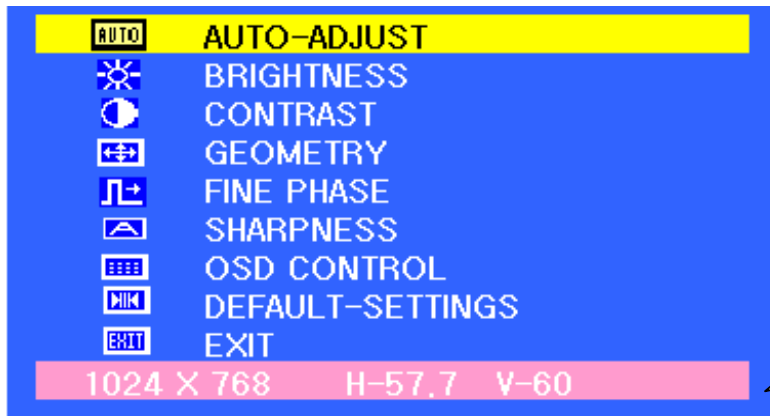 AUTO AUTO-ADJUST
BRIGHTNESS
CONTRAST
GEOMETRY
FINE PHASE
SHARPNESS
OSD CONTROL
DEFAULT-SETTINGS
EXIT EXIT
1024 X 768 H-57.7 V-60